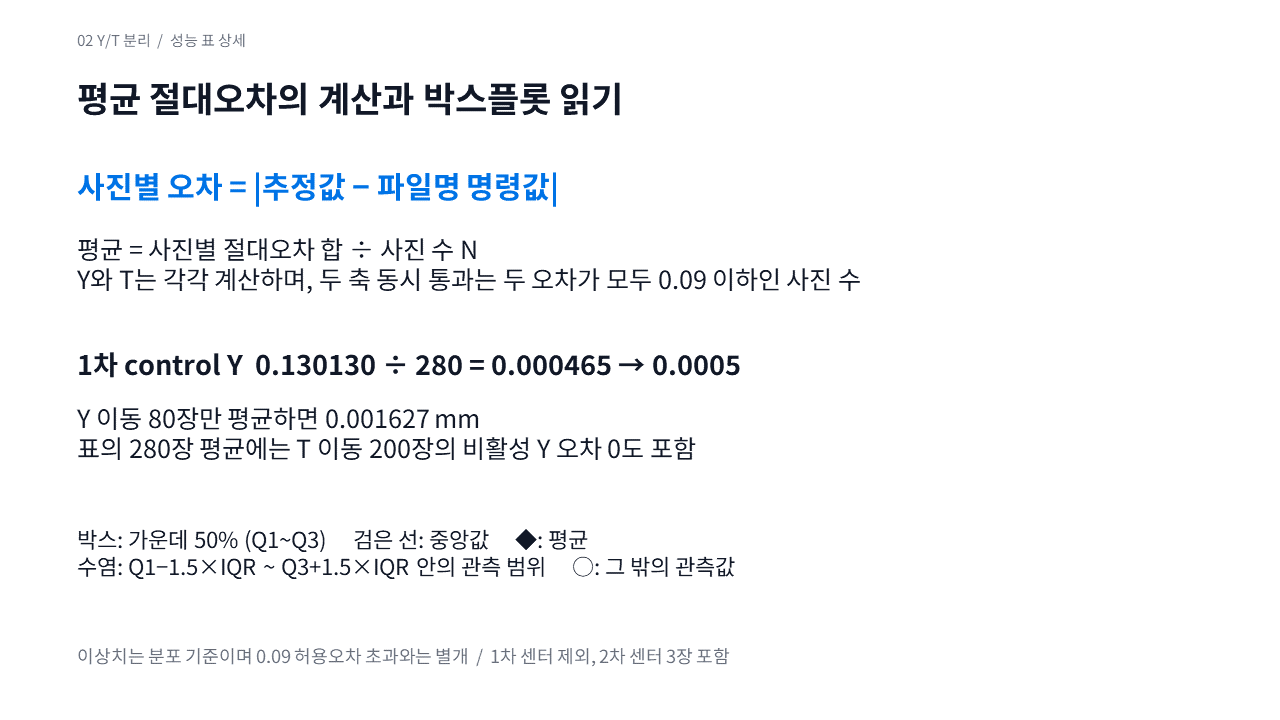 02 Y/T 분리 / 성능 표 상세
평균 절대오차의 계산과 박스플롯 읽기
사진별 오차 = |추정값 − 파일명 명령값|
평균 = 사진별 절대오차 합 ÷ 사진 수 N
Y와 T는 각각 계산하며, 두 축 동시 통과는 두 오차가 모두 0.09 이하인 사진 수
1차 control Y 0.130130 ÷ 280 = 0.000465 → 0.0005
Y 이동 80장만 평균하면 0.001627 mm
표의 280장 평균에는 T 이동 200장의 비활성 Y 오차 0도 포함
박스: 가운데 50% (Q1~Q3) 검은 선: 중앙값 ◆: 평균
수염: Q1−1.5×IQR ~ Q3+1.5×IQR 안의 관측 범위 ○: 그 밖의 관측값
이상치는 분포 기준이며 0.09 허용오차 초과와는 별개 / 1차 센터 제외, 2차 센터 3장 포함